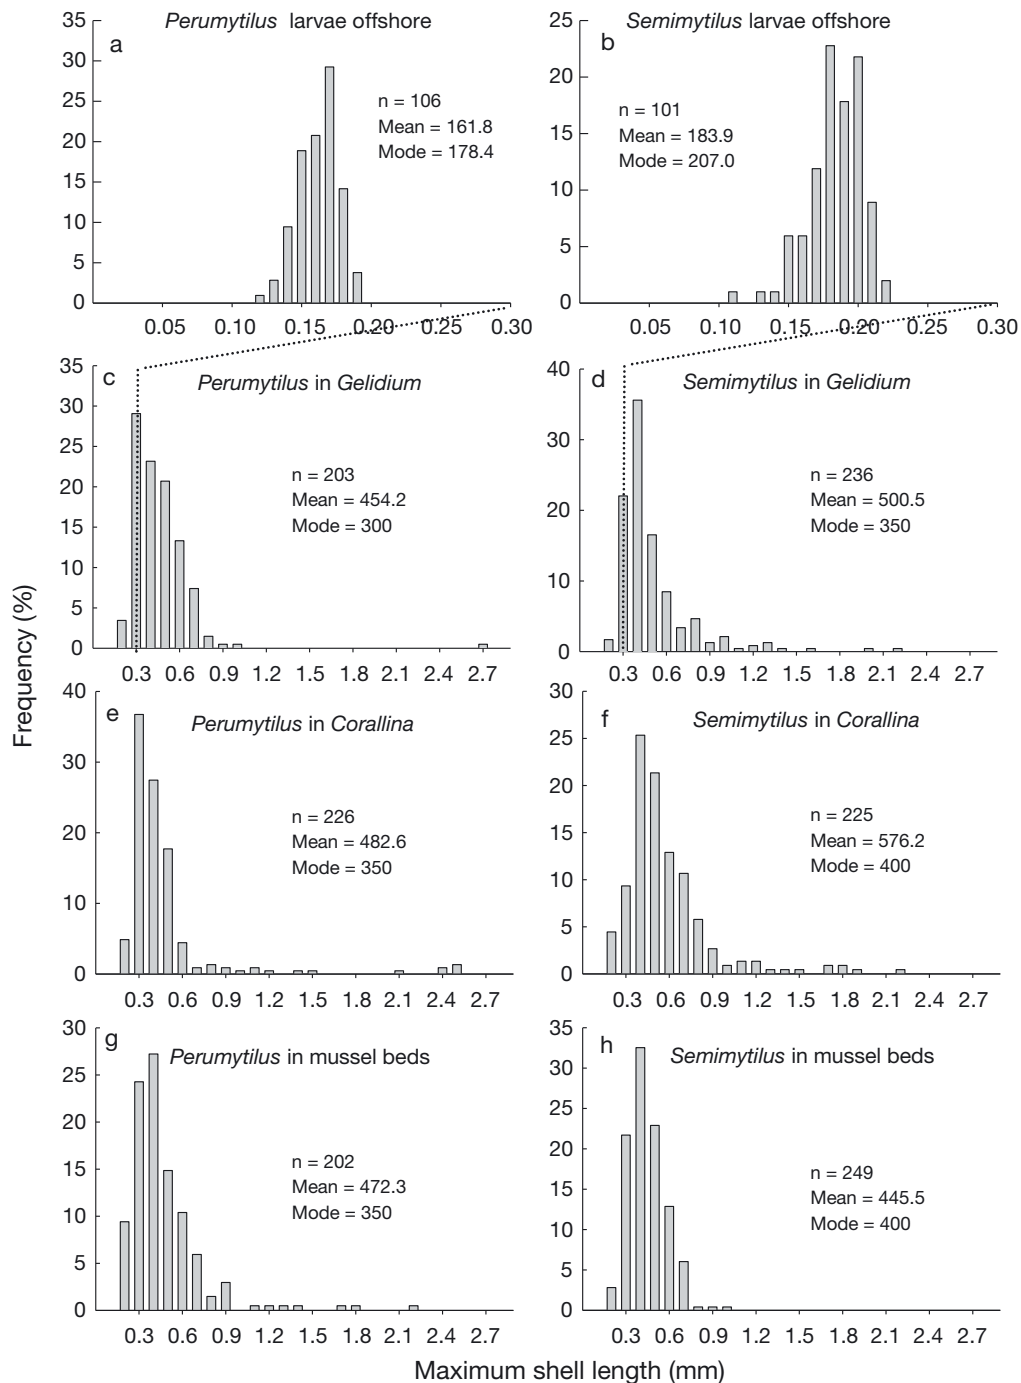 Perumytilus larvae offshore
a
n = 106
Mean = 161.8
Mode = 178.4
35
30
25
20
15
10
5
0
0.05 0.10 0.15 0.20 0.25 0.30
Semimytilus larvae offshore
b
n = 101
Mean = 183.9
Mode = 207.0
25
20
15
10
5
0
0.05 0.10 0.15 0.20 0.25 0.30
Perumytilus in Gelidium
c
n = 203
Mean = 454.2
Mode = 300
35
30
25
20
15
10
5
0
0.3 0.6 0.9 1.2 1.5 1.8 2.1 2.4 2.7
Semimytilus in Gelidium
d
n = 236
Mean = 500.5
Mode = 350
40
30
20
10
0
0.3 0.6 0.9 1.2 1.5 1.8 2.1 2.4 2.7
Perumytilus in Corallina
e
n = 226
Mean = 482.6
Mode = 350
40
30
20
10
0
0.3 0.6 0.9 1.2 1.5 1.8 2.1 2.4 2.7
Semimytilus in Corallina
f
n = 225
Mean = 576.2
Mode = 400
30
25
20
15
10
5
0
0.3 0.6 0.9 1.2 1.5 1.8 2.1 2.4 2.7
Perumytilus in mussel beds
g
n = 202
Mean = 472.3
Mode = 350
30
25
20
15
10
5
0
0.3 0.6 0.9 1.2 1.5 1.8 2.1 2.4 2.7
Semimytilus in mussel beds
h
n = 249
Mean = 445.5
Mode = 400
35
30
25
20
15
10
5
0
0.3 0.6 0.9 1.2 1.5 1.8 2.1 2.4 2.7
Frequency (%)
Maximum shell length (mm)